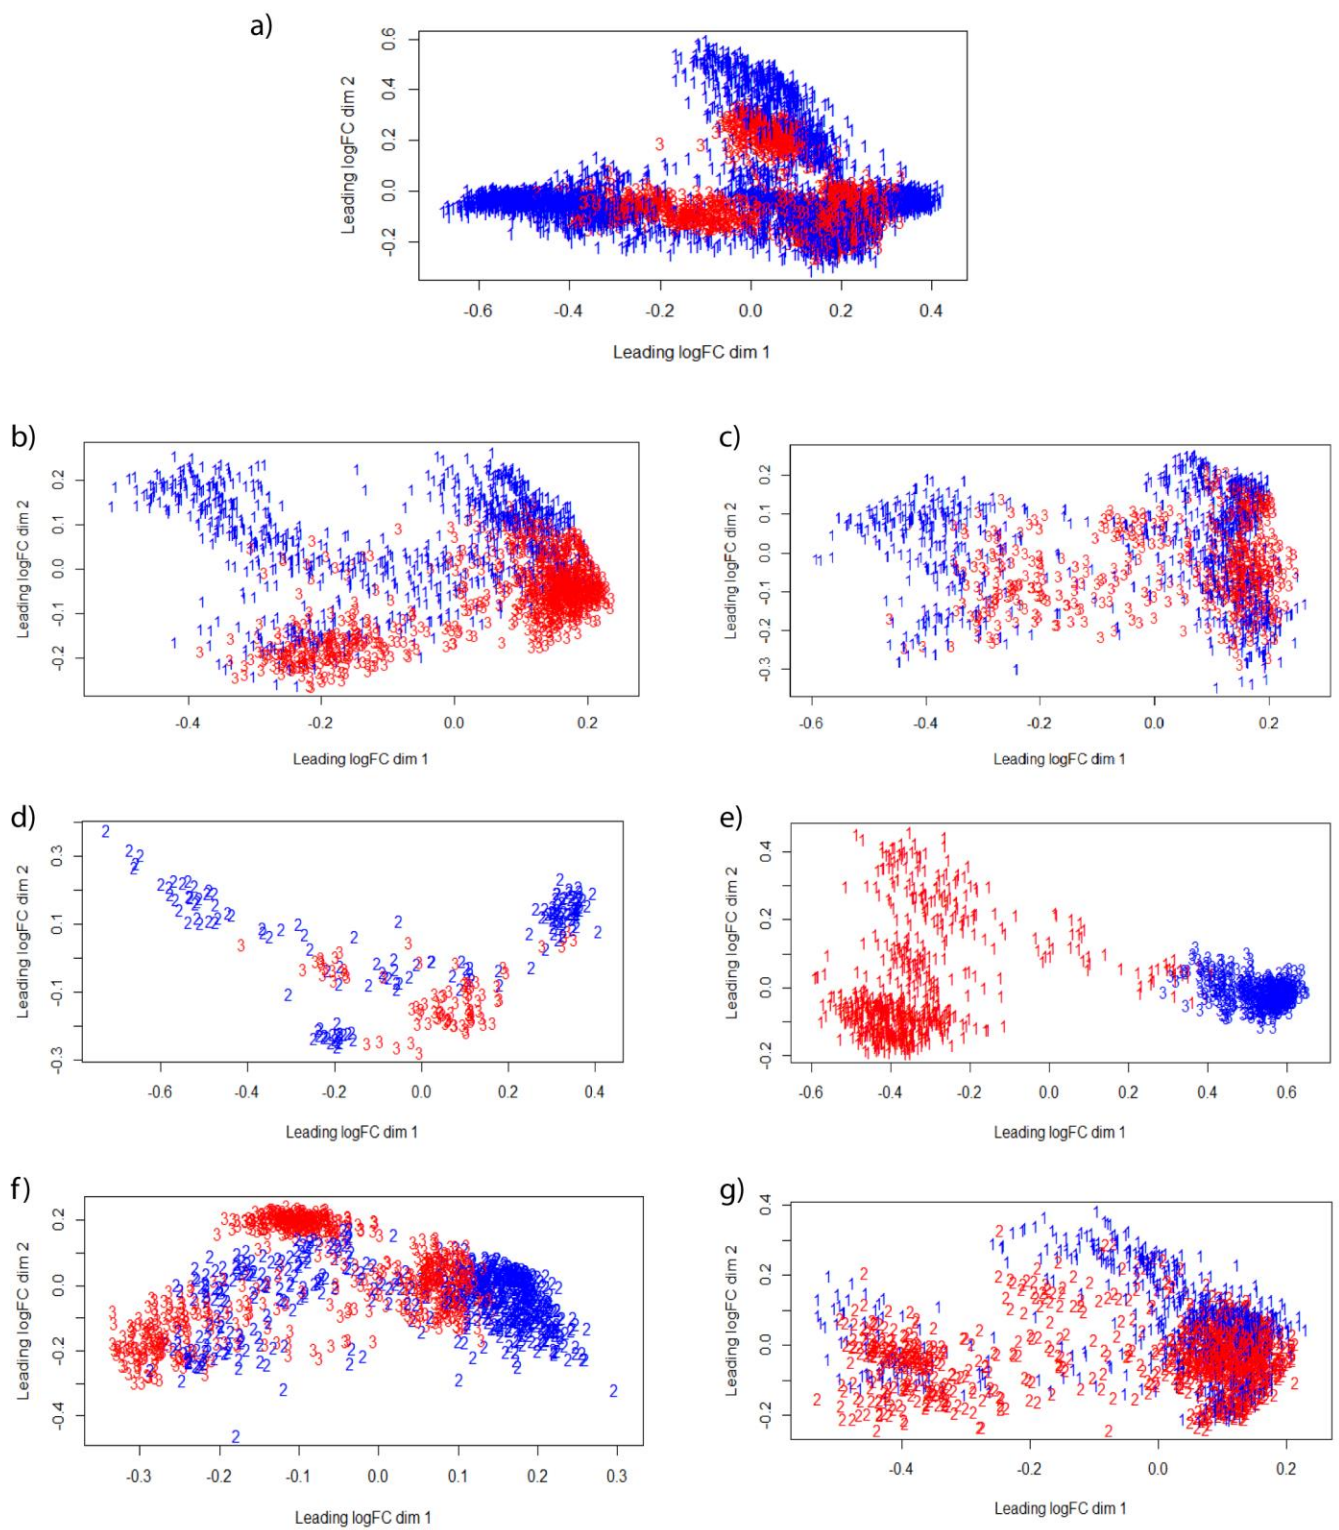 a)
0.6
0.4
0.2
0.0
-0.2
Leading logFC dim 2
-0.6 -0.4 -0.2 0.0 0.2 0.4
Leading logFC dim 1
b)
0.2
0.1
0.0
-0.1
-0.2
Leading logFC dim 2
-0.4 -0.2 0.0 0.2
Leading logFC dim 1
c)
0.2
0.1
0.0
-0.1
-0.2
-0.3
Leading logFC dim 2
-0.6 -0.4 -0.2 0.0 0.2
Leading logFC dim 1
d)
0.3
0.1
-0.1
-0.3
Leading logFC dim 2
-0.6 -0.4 -0.2 0.0 0.2 0.4
Leading logFC dim 1
e)
0.4
0.2
0.0
-0.2
Leading logFC dim 2
-0.6 -0.4 -0.2 0.0 0.2 0.4 0.6
Leading logFC dim 1
f)
0.2
0.0
-0.2
-0.4
Leading logFC dim 2
-0.3 -0.1 0.0 0.1 0.2 0.3
Leading logFC dim 1
g)
0.4
0.2
0.0
-0.2
Leading logFC dim 2
-0.4 -0.2 0.0 0.2
Leading logFC dim 1